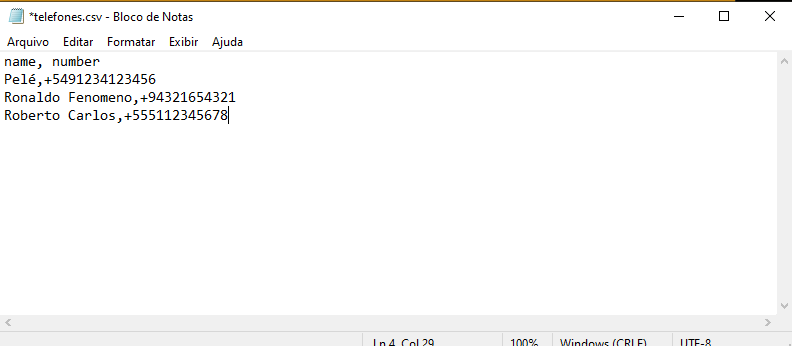 *telefones.csv - Bloco de Notas
Arquivo Editar Formatar Exibir Ajuda
name, number
Pelé,+5491234123456
Ronaldo Fenomeno,+94321654321
Roberto Carlos,+555112345678
Ln 4, Col 29 100% Windows (CRLF) UTF-8